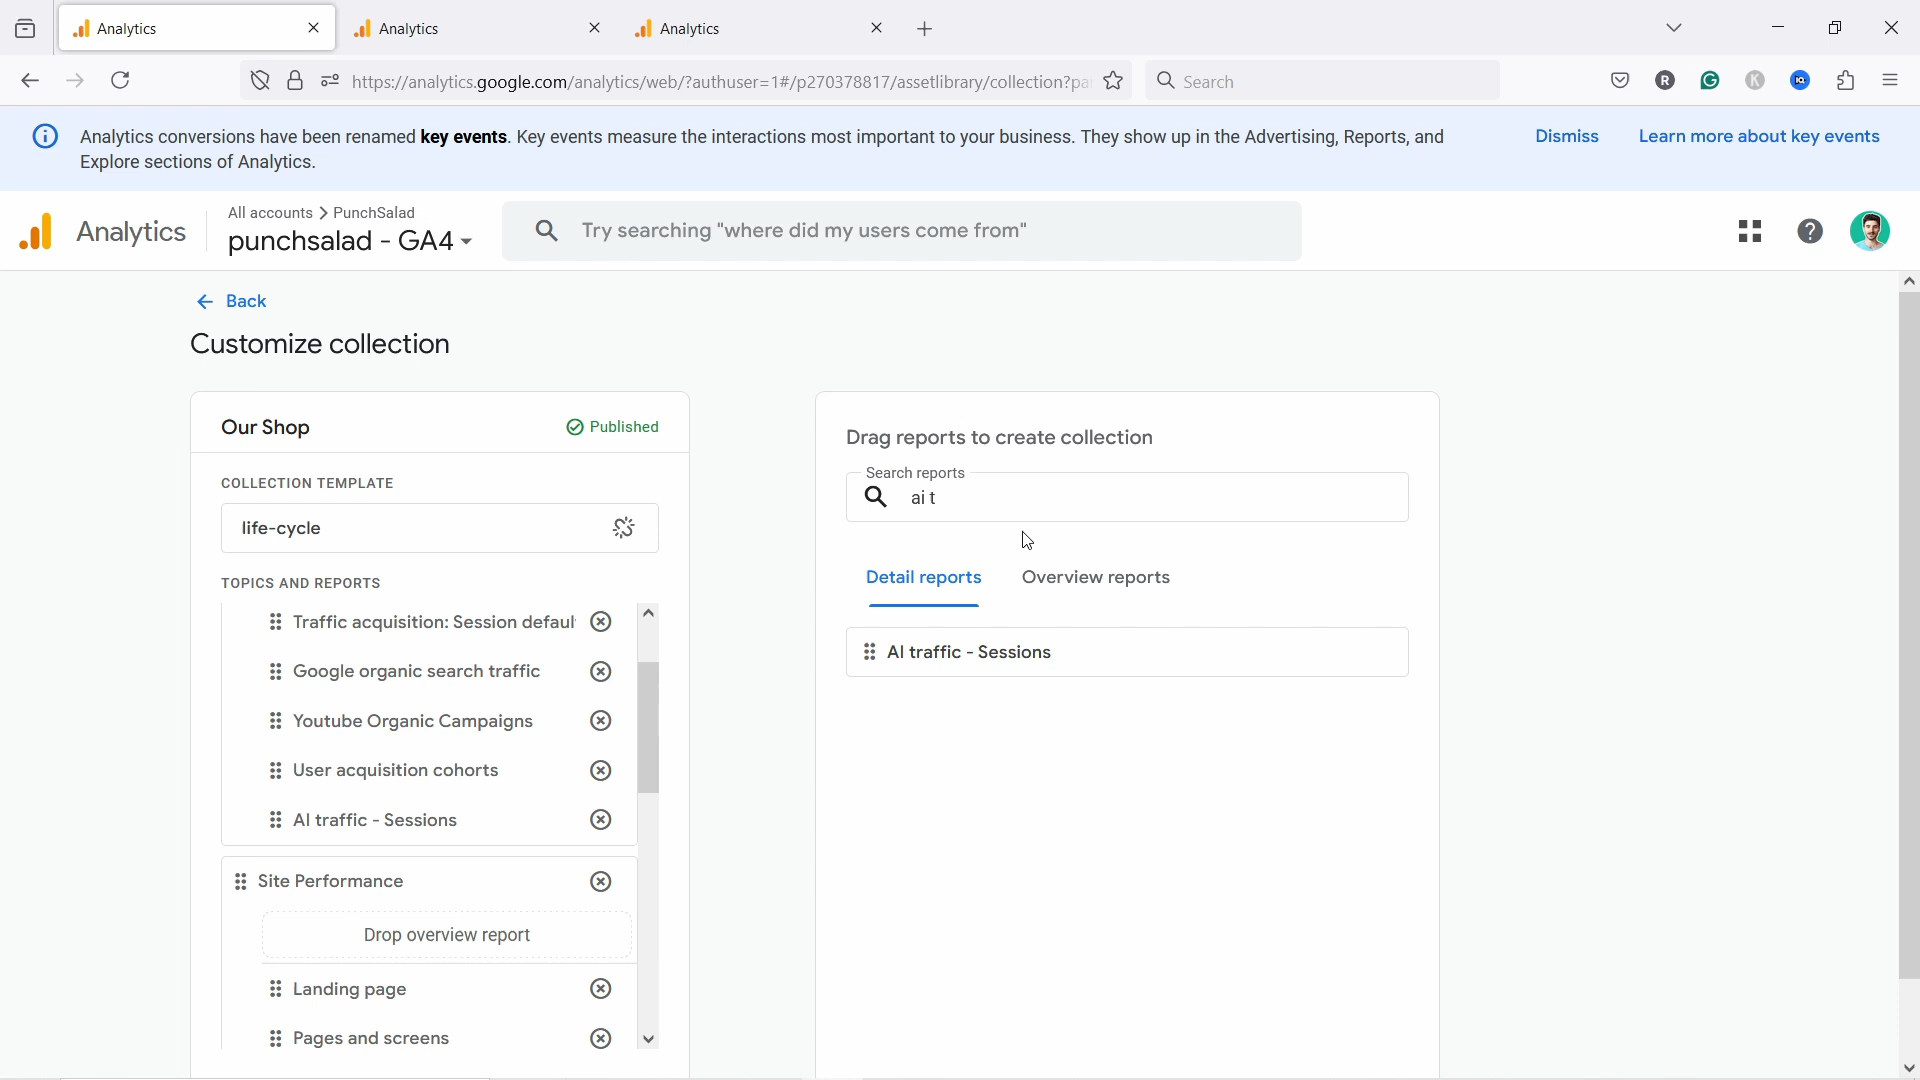 Analytics
Analytics
Analytics
https://analytics.google.com/analytics/web/?authuser=1#/p270378817/assetlibrary/collection?pa
Search
Analytics conversions have been renamed key events. Key events measure the interactions most important to your business. They show up in the Advertising, Reports, and
Explore sections of Analytics.
Dismiss
Learn more about key events
Analytics
All accounts > PunchSalad
punchsalad - GA4
Try searching "where did my users come from"
Back
Customize collection
Our Shop
Published
COLLECTION TEMPLATE
life-cycle
TOPICS AND REPORTS
Traffic acquisition: Session defaul
Google organic search traffic
Youtube Organic Campaigns
User acquisition cohorts
AI traffic - Sessions
Site Performance
Drop overview report
Landing page
Pages and screens
Drag reports to create collection
Search reports
ai t
Detail reports
Overview reports
AI traffic - Sessions